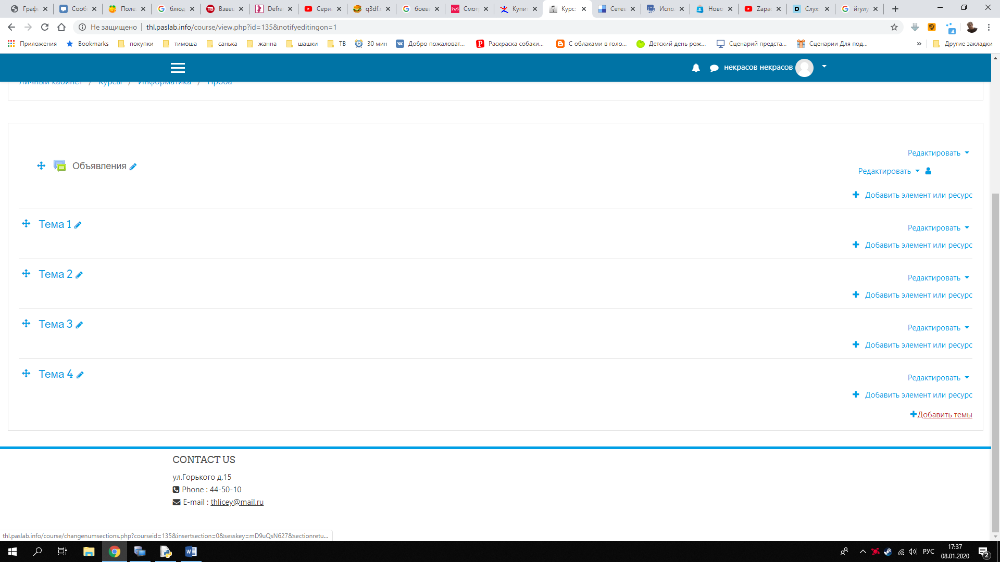 Граф
Сооб
Поле
блюд
Взвеш
Defra
Сери
q3df.
боев
Смот
Купит
Курс:
Сетев
Испо
Ново
Zapa
Слух
йгулу
Не защищено
thl.paslab.info/course/view.php?id=135&notifyeditingon=1
Приложения
Bookmarks
покупки
тимоша
санька
жанна
шашки
ТВ
30 мин
Добро пожаловат...
Раскраска собаки...
С облаками в голо...
Детский день рож...
Сценарий предста...
Сценарии Для под...
»
Другие закладки
некрасов некрасов
Личный кабинет / Курсы / Информатика / Проба
Редактировать
Объявления
Редактировать
Добавить элемент или ресурс
Тема 1
Редактировать
Добавить элемент или ресурс
Тема 2
Редактировать
Добавить элемент или ресурс
Тема 3
Редактировать
Добавить элемент или ресурс
Тема 4
Редактировать
Добавить элемент или ресурс
Добавить темы
CONTACT US
ул.Горького д.15
Phone : 44-50-10
E-mail : thlicey@mail.ru
thl.paslab.info/course/changenumsections.php?courseid=135&insertsection=0&sesskey=mD9uQsN627&sectionretu...
РУС
17:37
08.01.2020
2